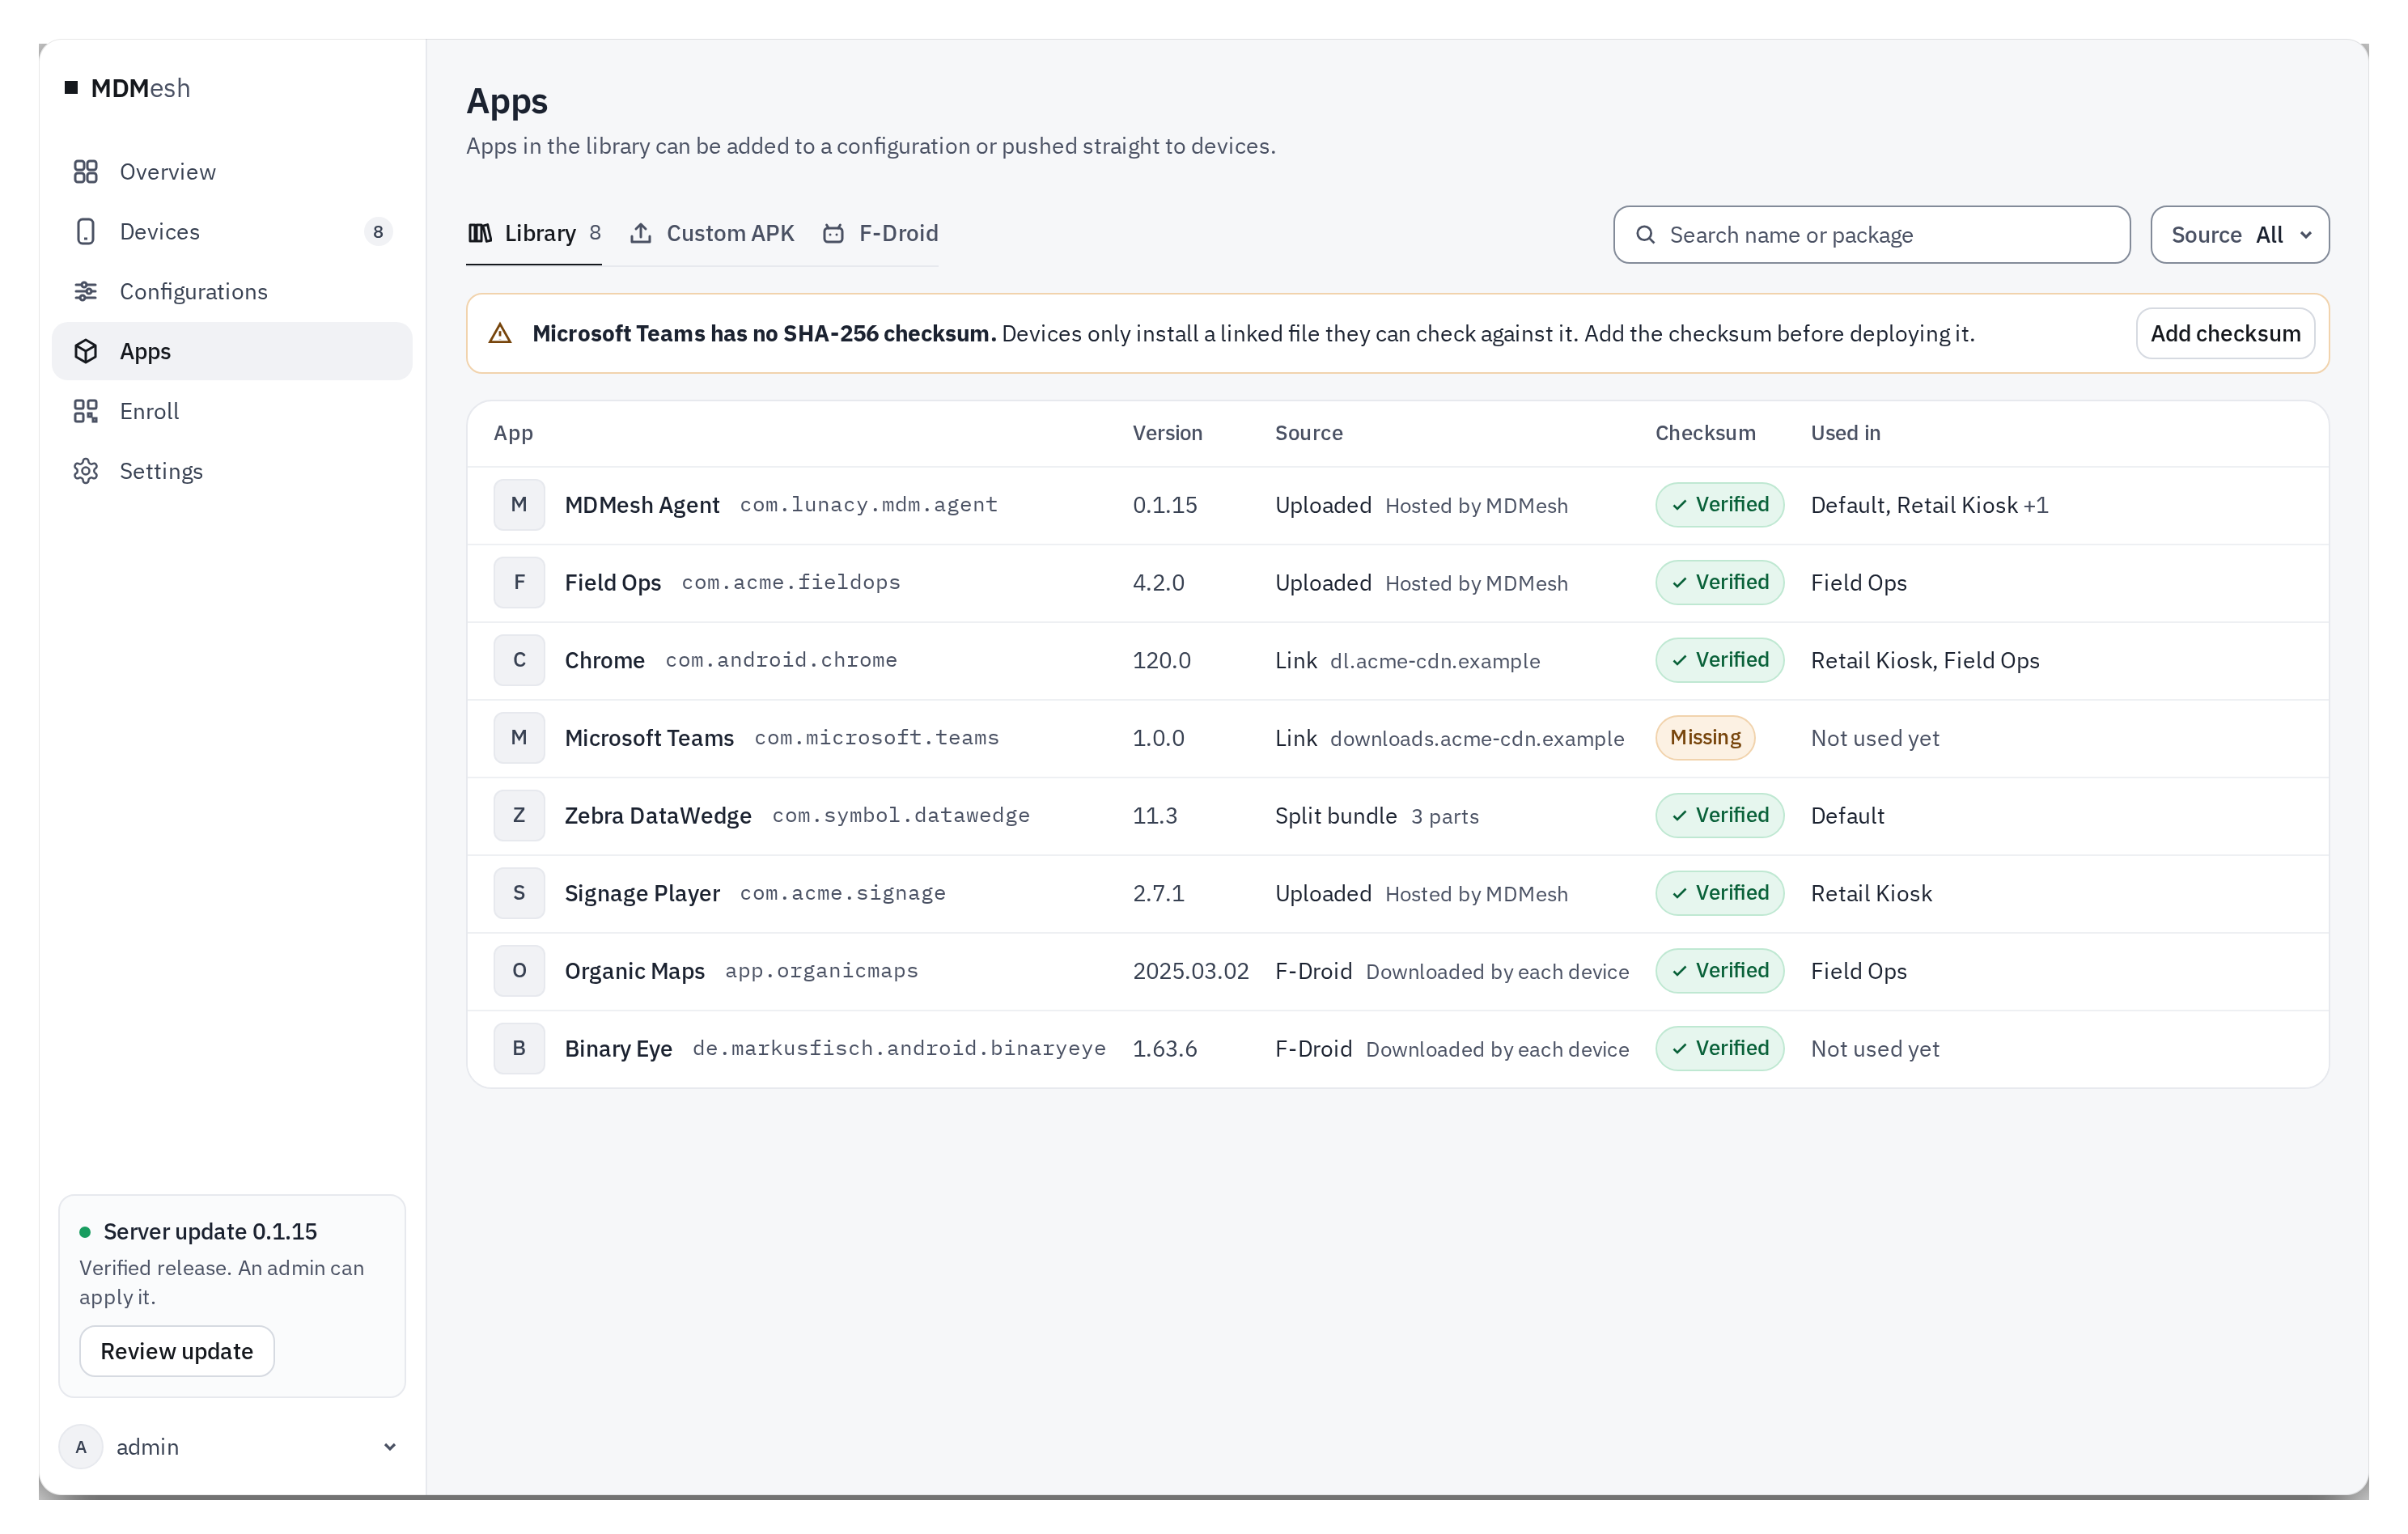 MDMesh
Overview
Devices 8
Configurations
Apps
Enroll
Settings
Server update 0.1.15
Verified release. An admin can
apply it.
Review update
A admin
Apps
Apps in the library can be added to a configuration or pushed straight to devices.
Library 8 Custom APK F-Droid
Search name or package
Source All
Microsoft Teams has no SHA-256 checksum. Devices only install a linked file they can check against it. Add the checksum before deploying it.
Add checksum
App Version Source Checksum Used in
M MDMesh Agent com.lunacy.mdm.agent 0.1.15 Uploaded Hosted by MDMesh Verified Default, Retail Kiosk +1
F Field Ops com.acme.fieldops 4.2.0 Uploaded Hosted by MDMesh Verified Field Ops
C Chrome com.android.chrome 120.0 Link dl.acme-cdn.example Verified Retail Kiosk, Field Ops
M Microsoft Teams com.microsoft.teams 1.0.0 Link downloads.acme-cdn.example Missing Not used yet
Z Zebra DataWedge com.symbol.datawedge 11.3 Split bundle 3 parts Verified Default
S Signage Player com.acme.signage 2.7.1 Uploaded Hosted by MDMesh Verified Retail Kiosk
O Organic Maps app.organicmaps 2025.03.02 F-Droid Downloaded by each device Verified Field Ops
B Binary Eye de.markusfisch.android.binaryeye 1.63.6 F-Droid Downloaded by each device Verified Not used yet